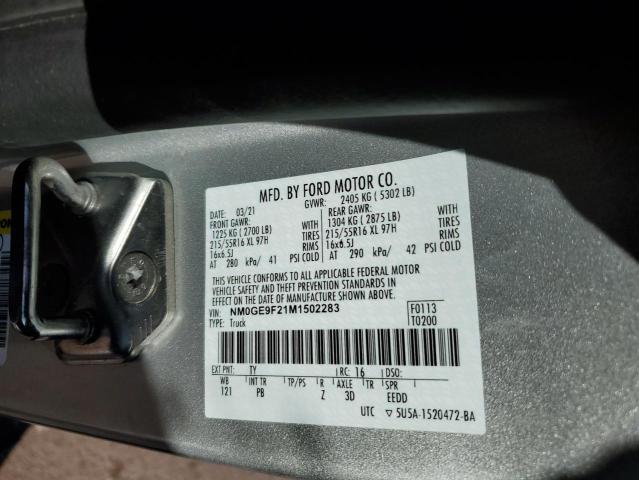 MFD. BY FORD MOTOR CO.
DATE: 03/21 GVWR: 2405 KG ( 5302 LB)
FRONT GAWR: REAR GAWR:
1225 KG ( 2700 LB) WITH 1304 KG ( 2875 LB) WITH
215/55R16 XL 97H TIRES 215/55R16 XL 97H TIRES
16x6.5J RIMS 16x6.5J RIMS
AT 280 kPa/ 41 PSI COLD AT 290 kPa/ 42 PSI COLD
THIS VEHICLE CONFORMS TO ALL APPLICABLE FEDERAL MOTOR
VEHICLE SAFETY AND THEFT PREVENTION STANDARDS IN
EFFECT ON THE DATE OF MANUFACTURE SHOWN ABOVE.
VIN: NM0GE9F21M1502283 F0113
TYPE: Truck T0200
EXT PNT: TY RC: 16 DSO:
WB INT TR TP/PS R AXLE TR SPR
121 PB Z 3D EEDD
UTC ▽ 5U5A-1520472-BA